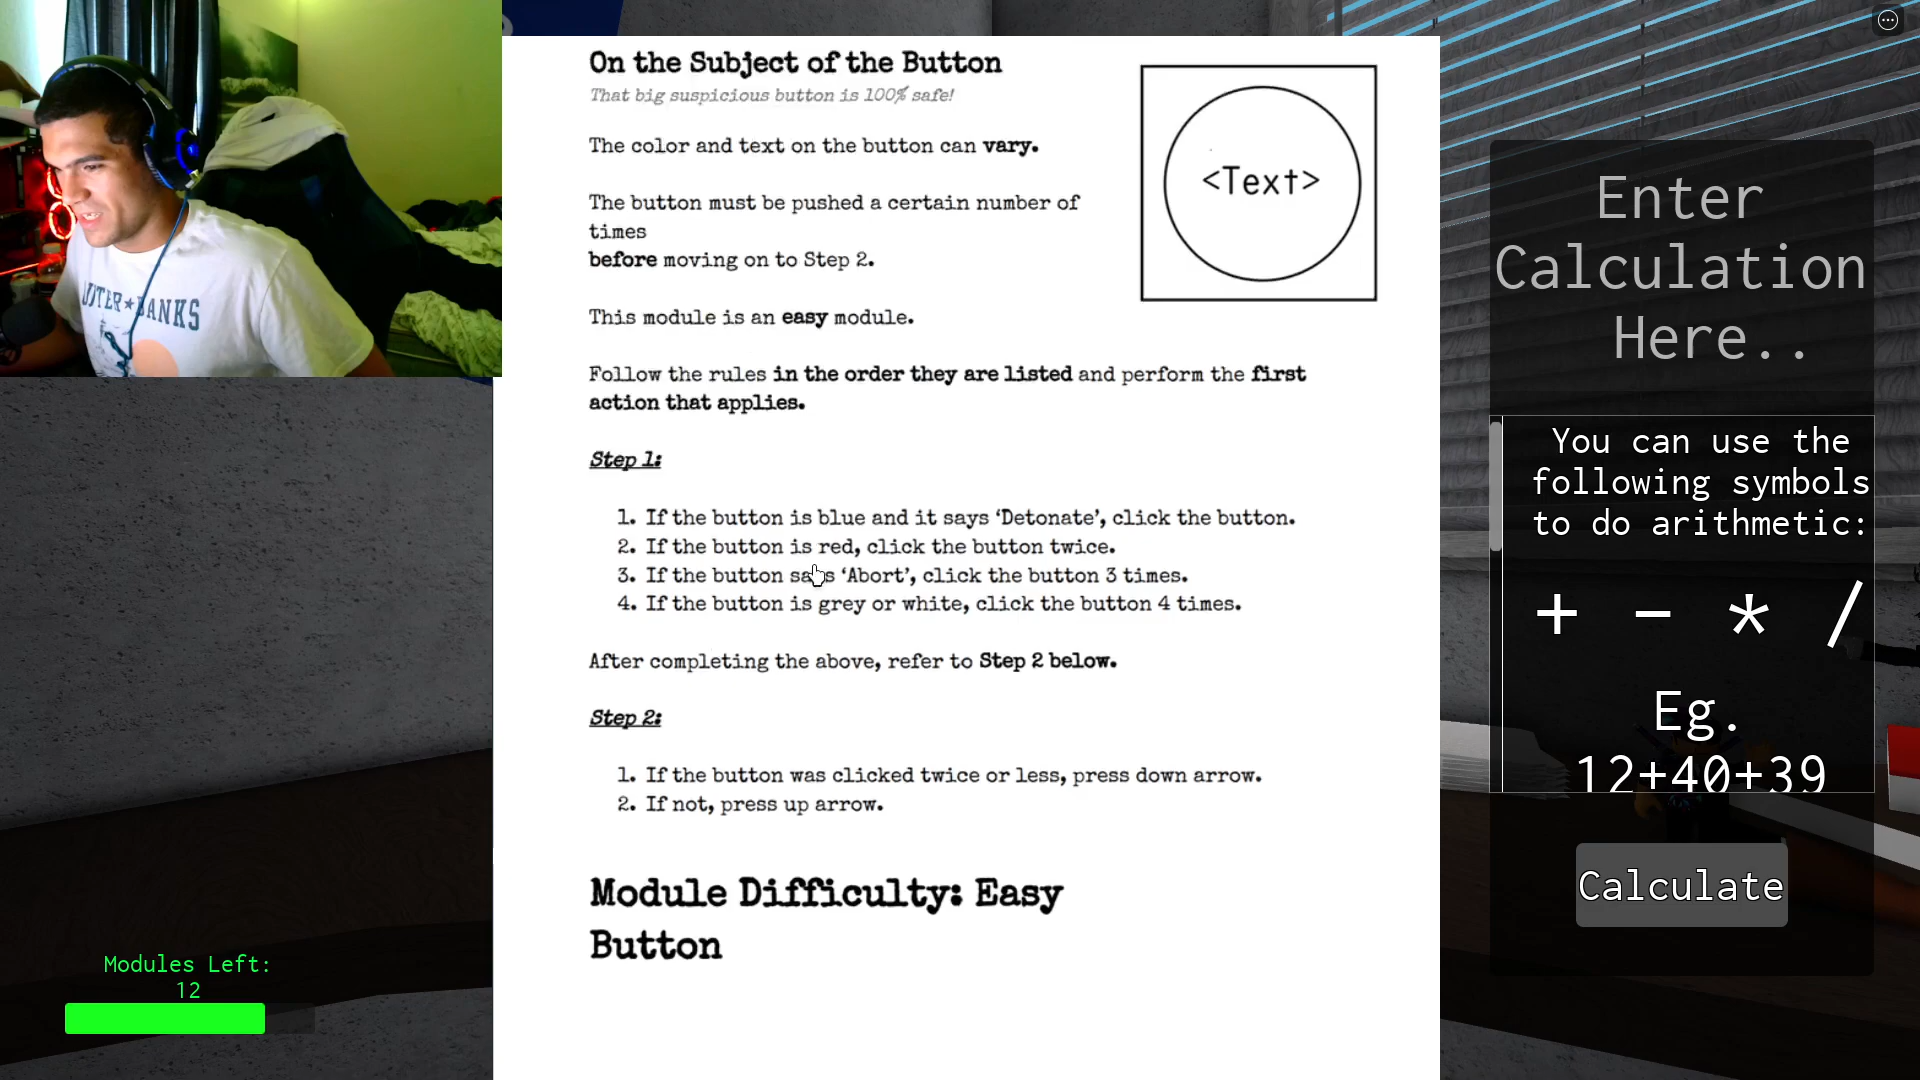 On the Subject of the Button
That big suspicious button is 100% safe!
The color and text on the button can vary.
The button must be pushed a certain number of
times
before moving on to Step 2.
This module is an easy module.
Follow the rules in the order they are listed and perform the first
action that applies.
Step 1:
1. If the button is blue and it says ‘Detonate’, click the button.
2. If the button is red, click the button twice.
3. If the button says ‘Abort’, click the button 3 times.
4. If the button is grey or white, click the button 4 times.
After completing the above, refer to Step 2 below.
Step 2:
1. If the button was clicked twice or less, press down arrow.
2. If not, press up arrow.
Module Difficulty: Easy
Button
<Text>
Enter
Calculation
Here..
You can use the
following symbols
to do arithmetic:
+ - * /
Eg.
12+40+39
Calculate
Modules Left:
12
BANKS